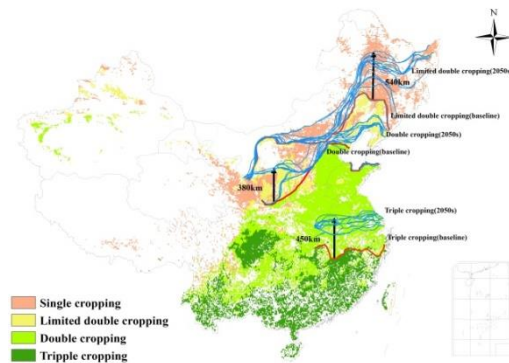 N
Limited double cropping(2050s)
540km
Limited double cropping(baseline)
Double cropping(2050s)
Double cropping(baseline)
380km
Triple cropping(2050s)
450km
Triple cropping(baseline)
Single cropping
Limited double cropping
Double cropping
Tripple cropping